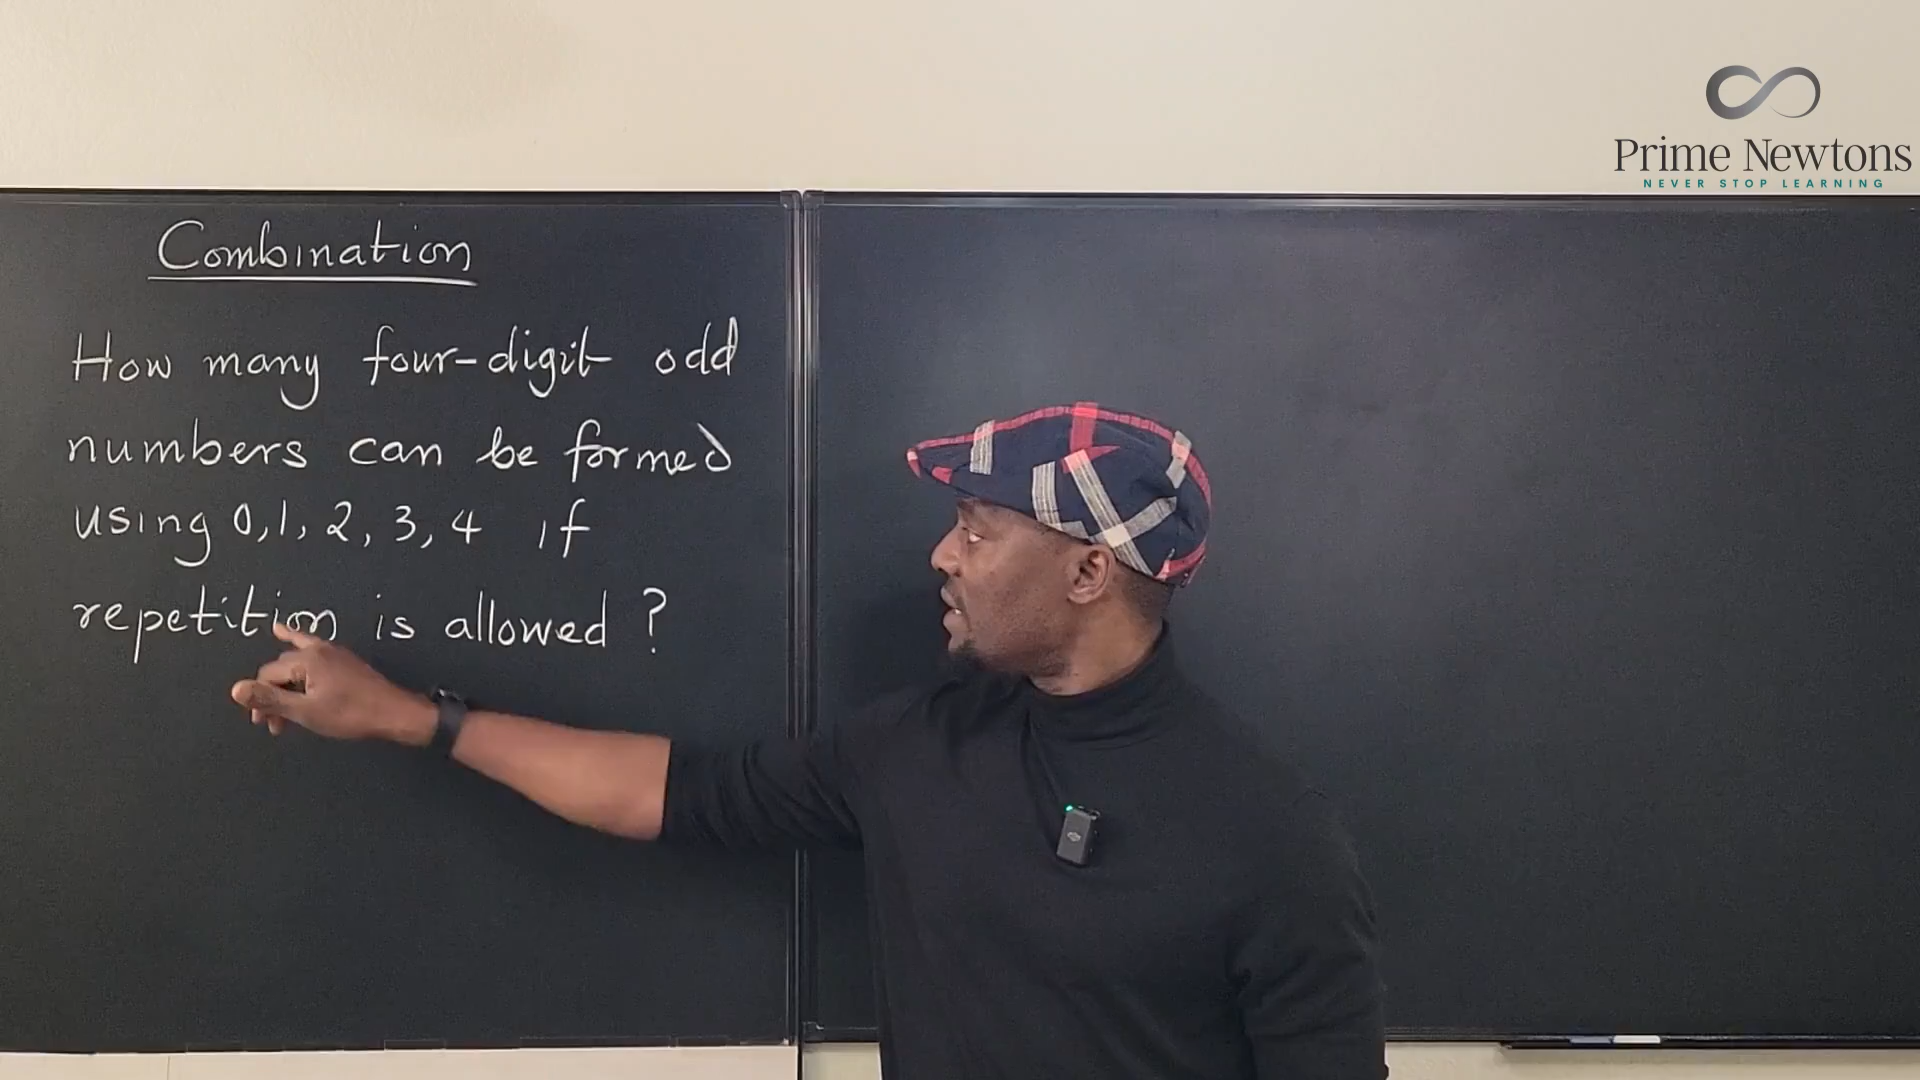 Prime Newtons
NEVER STOP LEARNING
Combination
How many four-digit odd
numbers can be formed
using 0, 1, 2, 3, 4 if
repetition is allowed ?